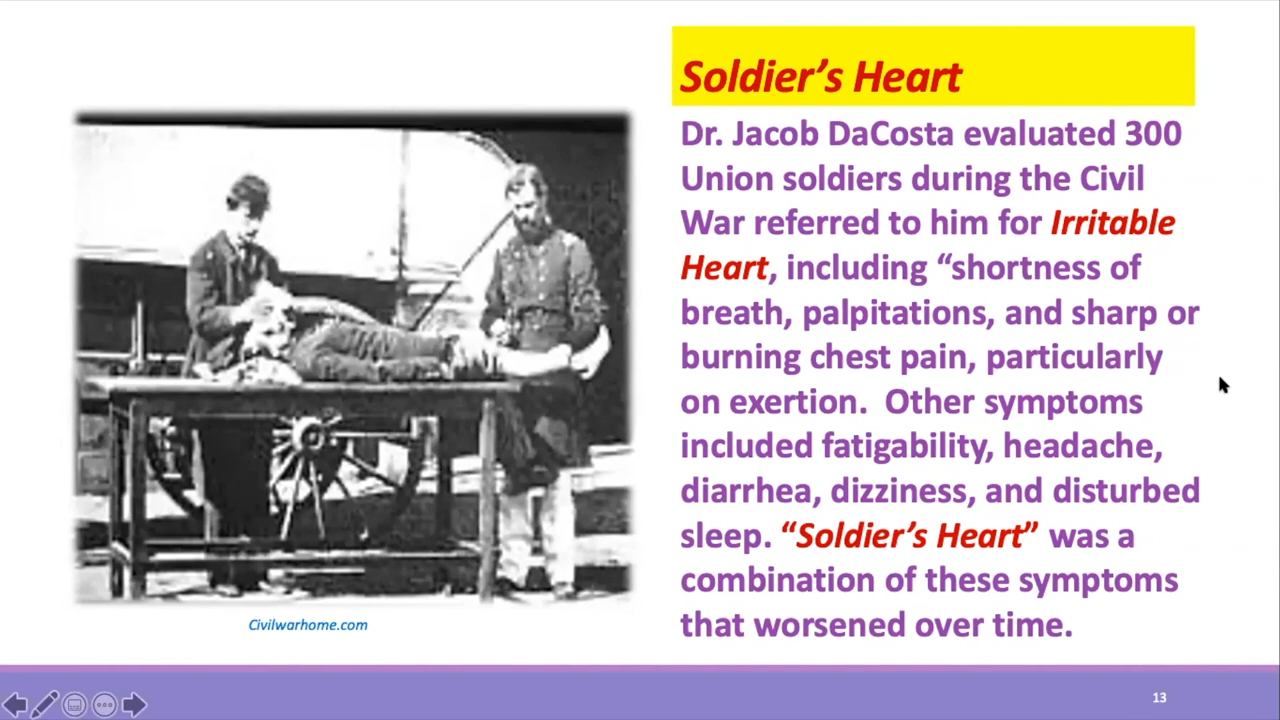 Soldier’s Heart
Dr. Jacob DaCosta evaluated 300
Union soldiers during the Civil
War referred to him for Irritable
Heart, including “shortness of
breath, palpitations, and sharp or
burning chest pain, particularly
on exertion.  Other symptoms
included fatigability, headache,
diarrhea, dizziness, and disturbed
sleep. “Soldier’s Heart” was a
combination of these symptoms
that worsened over time.
Civilwarhome.com
13